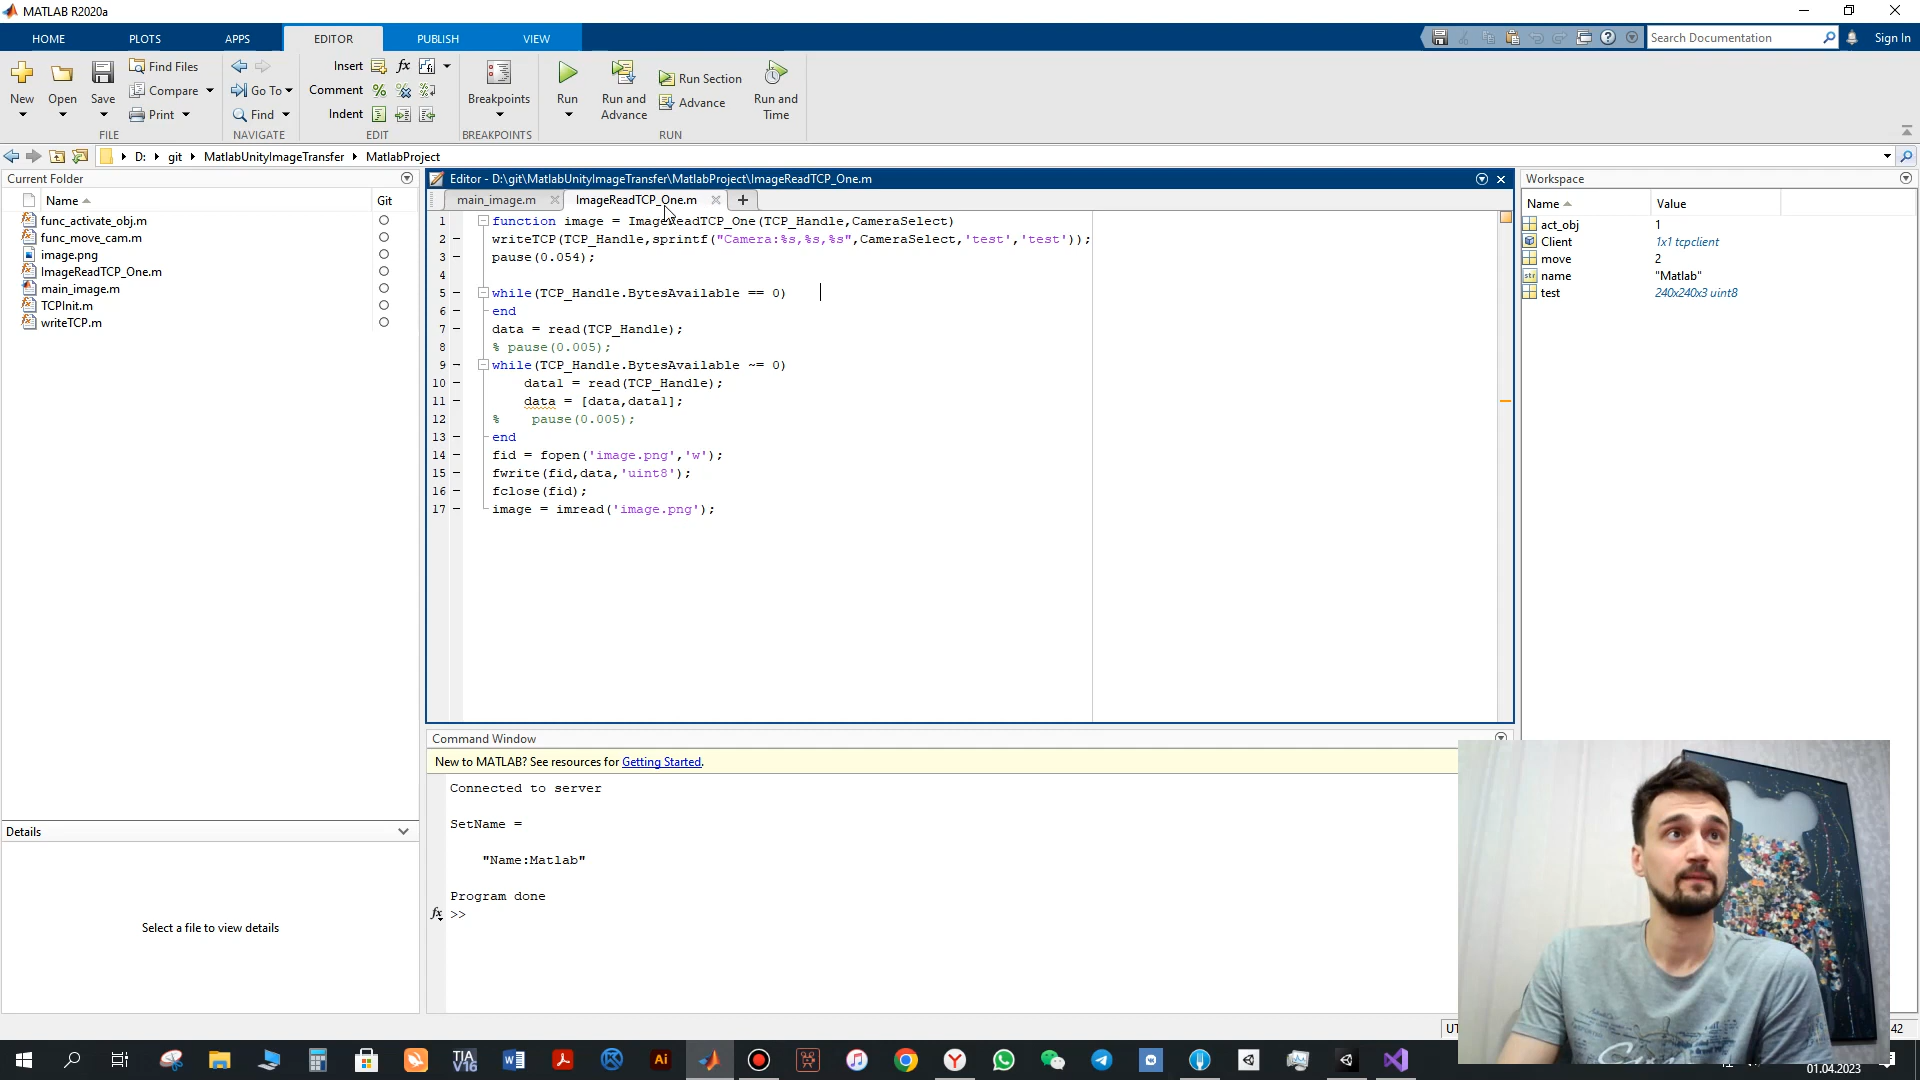 MATLAB R2020a
HOME PLOTS APPS EDITOR PUBLISH VIEW
Search Documentation
Sign In
New
Open
Save
Find Files
Compare
Print
FILE
Go To
Find
NAVIGATE
Insert
fx
Comment
Indent
EDIT
Breakpoints
BREAKPOINTS
Run
Run and Advance
Run Section
Advance
Run and Time
RUN
D: git MatlabUnityImageTransfer MatlabProject
Current Folder
Name Git
func_activate_obj.m
func_move_cam.m
image.png
ImageReadTCP_One.m
main_image.m
TCPInit.m
writeTCP.m
Details
Select a file to view details
Editor - D:\git\MatlabUnityImageTransfer\MatlabProject\ImageReadTCP_One.m
main_image.m ImageReadTCP_One.m
1 function image = ImageReadTCP_One(TCP_Handle,CameraSelect)
2 writeTCP(TCP_Handle,sprintf("Camera:%s,%s,%s",CameraSelect,'test','test'));
3 pause(0.054);
4
5 while(TCP_Handle.BytesAvailable == 0)
6 end
7 data = read(TCP_Handle);
8 % pause(0.005);
9 while(TCP_Handle.BytesAvailable ~= 0)
10 data1 = read(TCP_Handle);
11 data = [data,data1];
12 % pause(0.005);
13 end
14 fid = fopen('image.png','w');
15 fwrite(fid,data,'uint8');
16 fclose(fid);
17 image = imread('image.png');
Command Window
New to MATLAB? See resources for Getting Started.
Connected to server
SetName =
"Name:Matlab"
Program done
fx >>
Workspace
Name Value
act_obj 1
Client 1x1 tcpclient
move 2
name "Matlab"
test 240x240x3 uint8
UT
42
TIA V16
Ai
01.04.2023